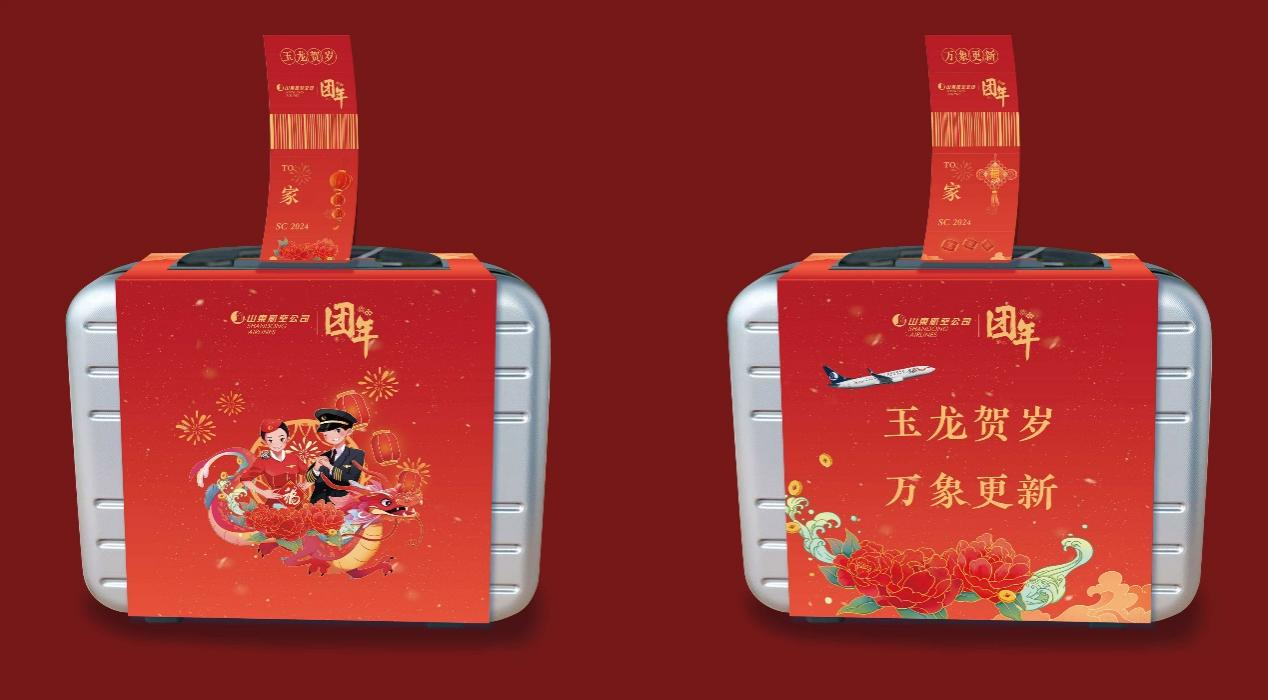 玉龙贺岁
山東航空公司
团年
TO
家
SC 2024
山東航空公司
SHANDONG
AIRLINES
团年
福
万象更新
山東航空公司
团年
TO
家
SC 2024
山東航空公司
SHANDONG
AIRLINES
团年
玉龙贺岁
万象更新